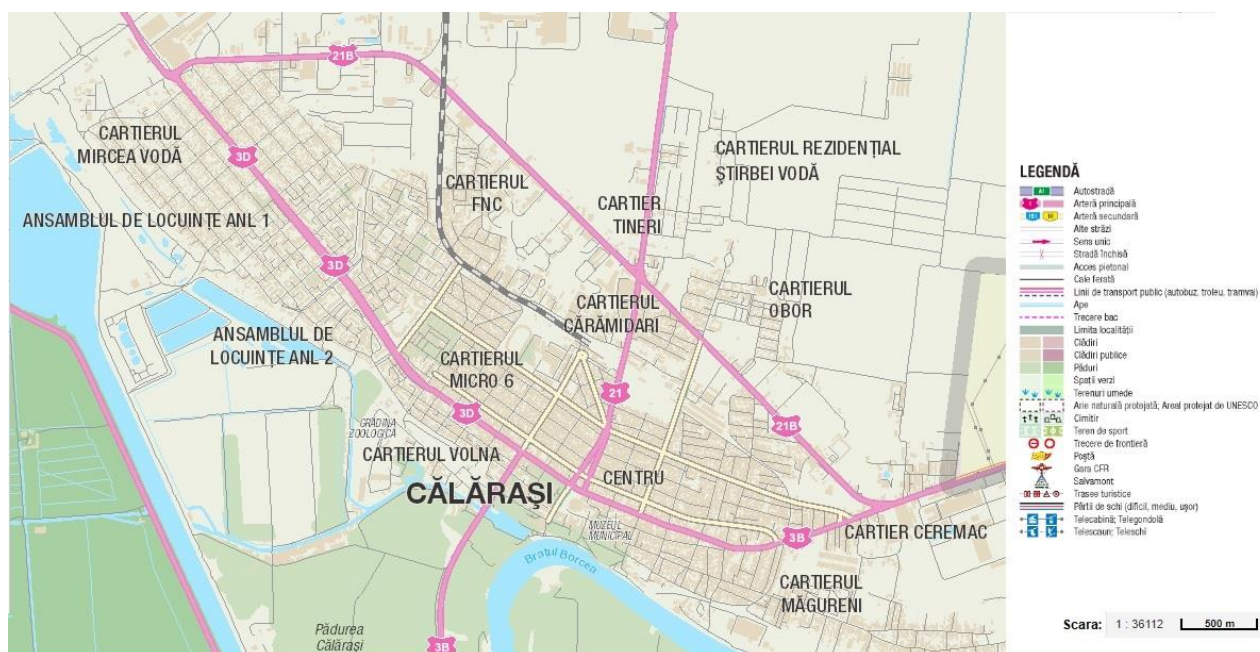 21B
CARTIERUL
MIRCEA VODĂ
3D
CARTIERUL REZIDENȚIAL
ŞTIRBEI VODĂ
CARTIERUL
FNC
CARTIER
TINERI
ANSAMBLUL DE LOCUINȚE ANL 1
3D
CARTIERUL
OBOR
CARTIERUL
CĂRĂMIDARI
ANSAMBLUL DE
LOCUINȚE ANL 2
CARTIERUL
MICRO 6
21
3D
21B
GRĂDINA
ZOOLOGICĂ
CARTIERUL VOLNA
CENTRU
CĂLĂRAŞI
MUZEUL
MUNICIPAL
3B
CARTIER CEREMAC
Brațul Borcea
CARTIERUL
MĂGURENI
Pădurea
Călărași
3B
LEGENDĂ
A1 Autostradă
1 Arteră principală
Arteră secundară
Alte străzi
Sens unic
Stradă închisă
Acces pietonal
Cale ferată
Linii de transport public (autobuz, troleu, tramvai)
Ape
Trecere bac
Limita localității
Clădiri
Clădiri publice
Păduri
Spații verzi
Terenuri umede
Arie naturală protejată; Areal protejat de UNESCO
Cimitir
Teren de sport
Trecere de frontieră
Poştă
Gara CFR
Salvamont
Trasee turistice
Pârtii de schi (dificil, mediu, uşor)
Telecabină; Telegondolă
Telescaun; Teleschi
Scara: 1 : 36112 500 m